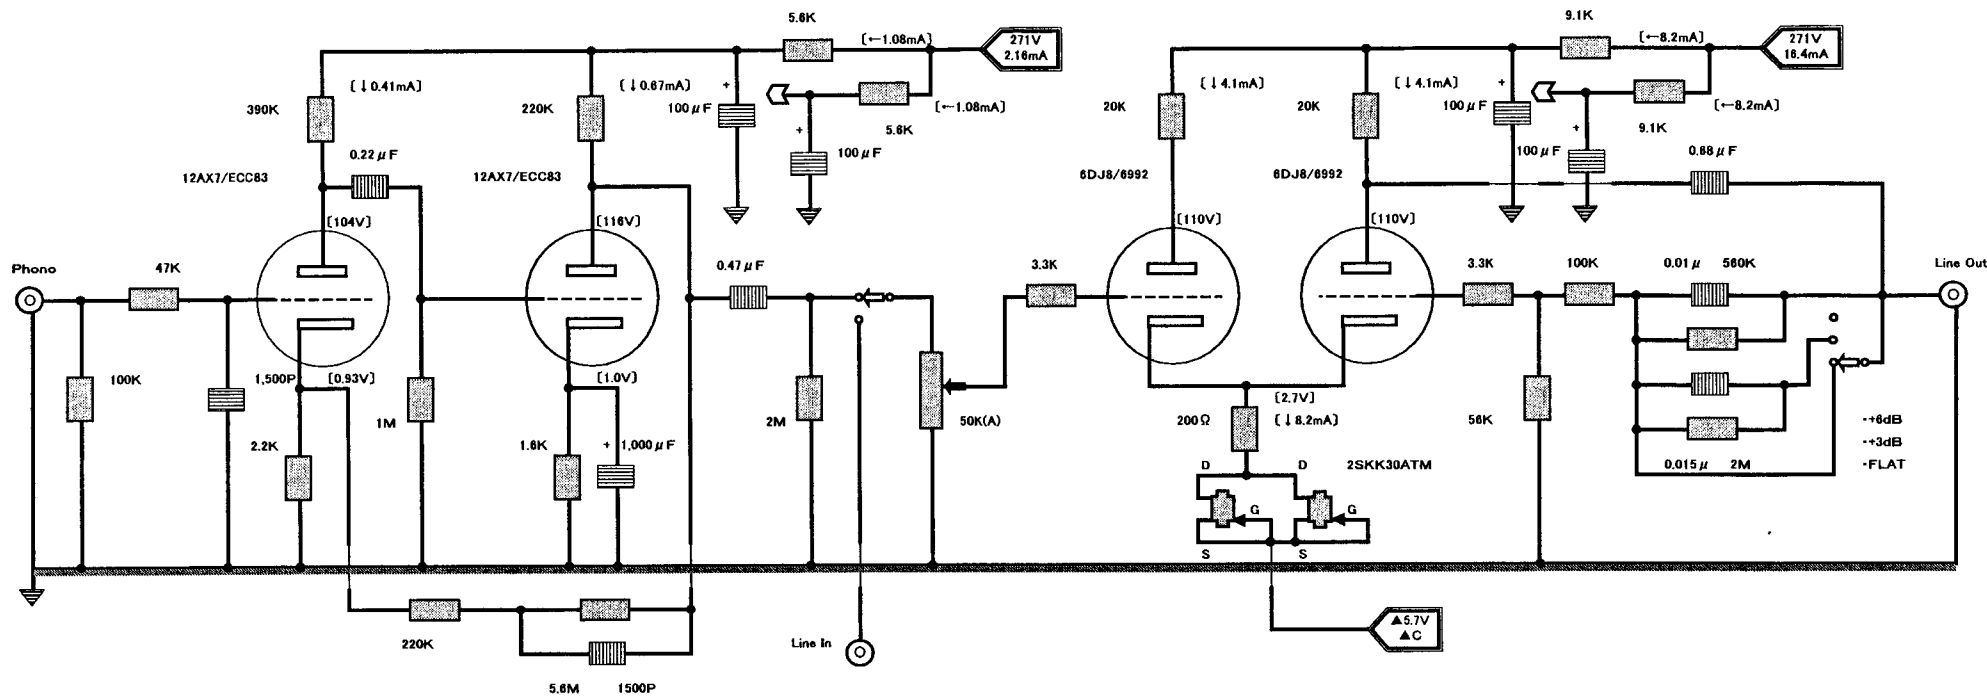 5.6K
9.1K
(←1.08mA)
271V
2.16mA
(←8.2mA)
271V
16.4mA
(↓0.41mA)
(↓0.67mA)
(↓4.1mA)
(↓4.1mA)
390K
220K
100μF
+
(←1.08mA)
20K
20K
100μF
+
(←8.2mA)
5.6K
9.1K
+
+
0.22μF
100μF
100μF
0.68μF
12AX7/ECC83
12AX7/ECC83
6DJ8/6992
6DJ8/6992
(104V)
(116V)
(110V)
(110V)
Phono
47K
0.47μF
3.3K
3.3K
100K
0.01μ
560K
Line Out
100K
1,500P
(0.93V)
(1.0V)
1M
2M
50K(A)
(2.7V)
200Ω
(↓8.2mA)
56K
2.2K
1.6K
+
1,000μF
-+6dB
-+3dB
-FLAT
D
D
2SKK30ATM
0.015μ
2M
G
G
S
S
220K
5.6M
1500P
Line In
▲5.7V
▲C